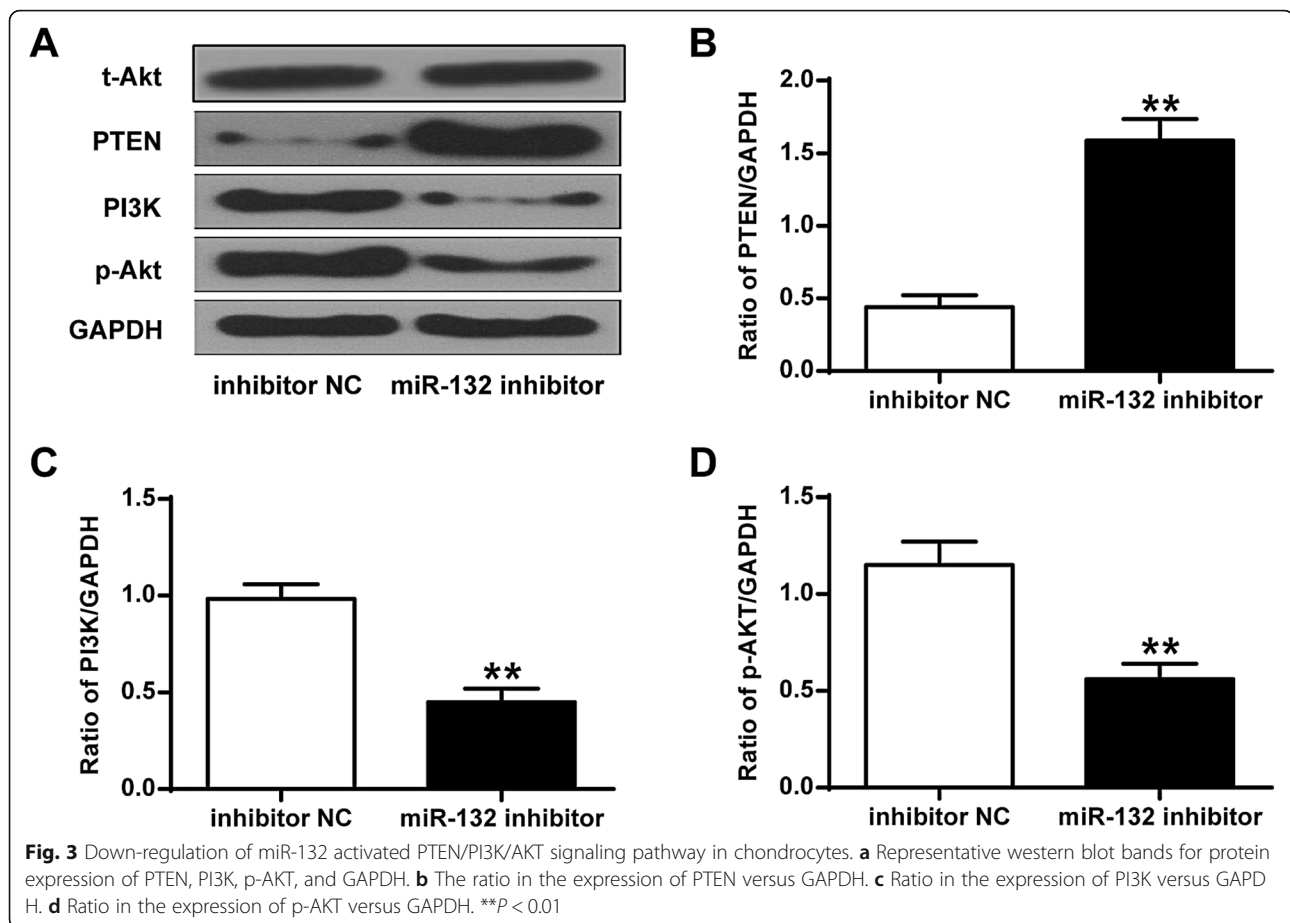 A
t-Akt
PTEN
PI3K
p-Akt
GAPDH
inhibitor NC miR-132 inhibitor
B
Ratio of PTEN/GAPDH
2.0
1.5
1.0
0.5
0.0
**
inhibitor NC miR-132 inhibitor
C
Ratio of PI3K/GAPDH
1.5
1.0
0.5
0.0
**
inhibitor NC miR-132 inhibitor
D
Ratio of p-AKT/GAPDH
1.5
1.0
0.5
0.0
**
inhibitor NC miR-132 inhibitor
Fig. 3 Down-regulation of miR-132 activated PTEN/PI3K/AKT signaling pathway in chondrocytes. a Representative western blot bands for protein
expression of PTEN, PI3K, p-AKT, and GAPDH. b The ratio in the expression of PTEN versus GAPDH. c Ratio in the expression of PI3K versus GAPD
H. d Ratio in the expression of p-AKT versus GAPDH. **P < 0.01